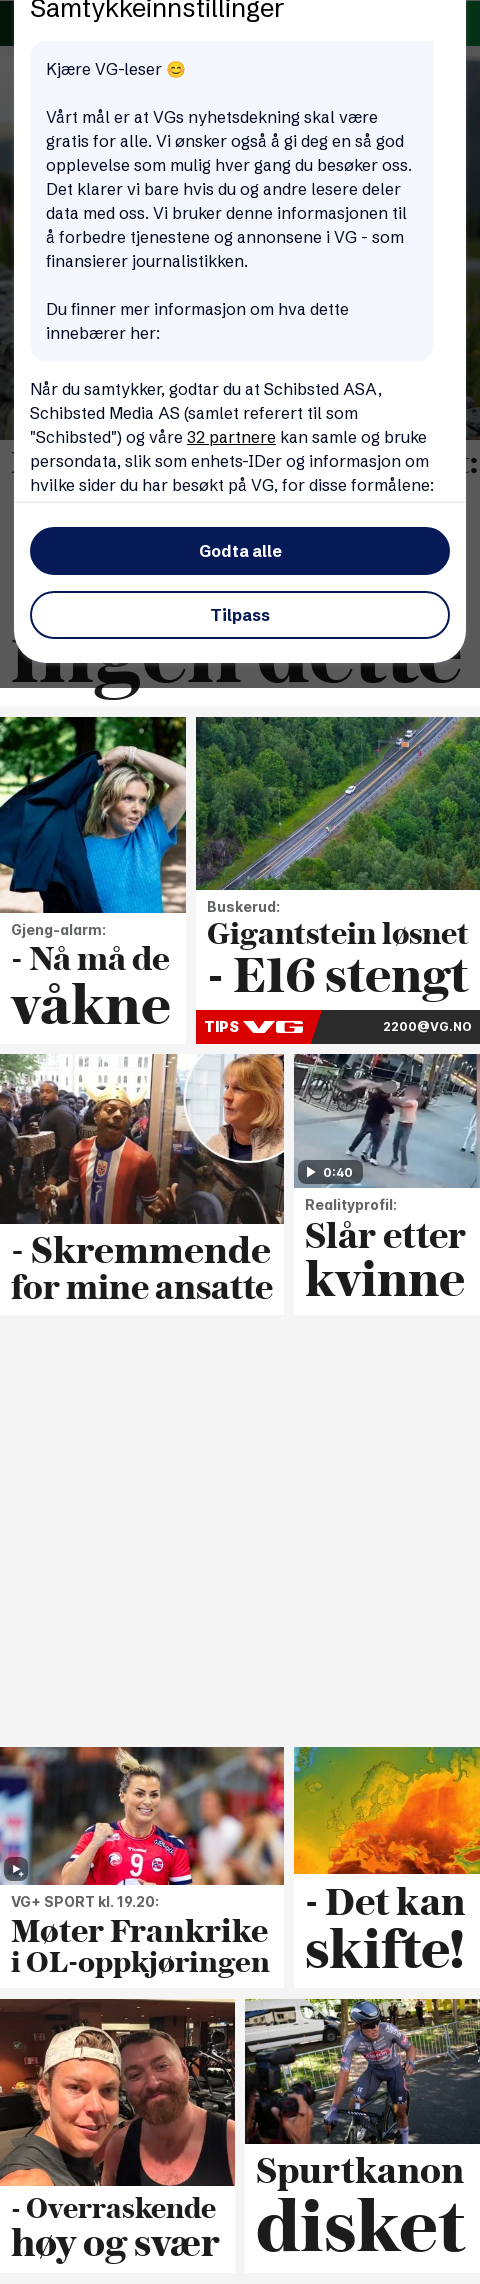 Samtykkeinnstillinger
Kjære VG-leser 😊
Vårt mål er at VGs nyhetsdekning skal være
gratis for alle. Vi ønsker også å gi deg en så god
opplevelse som mulig hver gang du besøker oss.
Det klarer vi bare hvis du og andre lesere deler
data med oss. Vi bruker denne informasjonen til
å forbedre tjenestene og annonsene i VG - som
finansierer journalistikken.
Du finner mer informasjon om hva dette
innebærer her:
Når du samtykker, godtar du at Schibsted ASA,
Schibsted Media AS (samlet referert til som
"Schibsted") og våre 32 partnere kan samle og bruke
persondata, slik som enhets-IDer og informasjon om
hvilke sider du har besøkt på VG, for disse formålene:
Godta alle
Tilpass
ingen dette
Gjeng-alarm:
- Nå må de
våkne
Buskerud:
Gigantstein løsnet
- E16 stengt
TIPS VG
2200@VG.NO
- Skremmende
for mine ansatte
0:40
Realityprofil:
Slår etter
kvinne
9
VG+ SPORT kl. 19.20:
Møter Frankrike
i OL-oppkjøringen
- Det kan
skifte!
- Overraskende
høy og svær
Spurtkanon
disket